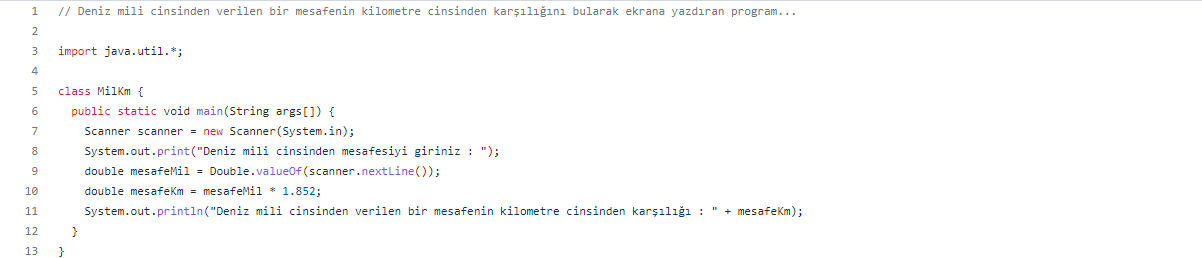 1 // Deniz mili cinsinden verilen bir mesafenin kilometre cinsinden karşılığını bularak ekrana yazdıran program...
2
3 import java.util.*;
4
5 class MilKm {
6 public static void main(String args[]) {
7 Scanner scanner = new Scanner(System.in);
8 System.out.print("Deniz mili cinsinden mesafesiyi giriniz : ");
9 double mesafeMil = Double.valueOf(scanner.nextLine());
10 double mesafeKm = mesafeMil * 1.852;
11 System.out.println("Deniz mili cinsinden verilen bir mesafenin kilometre cinsinden karşılığı : " + mesafeKm);
12 }
13 }